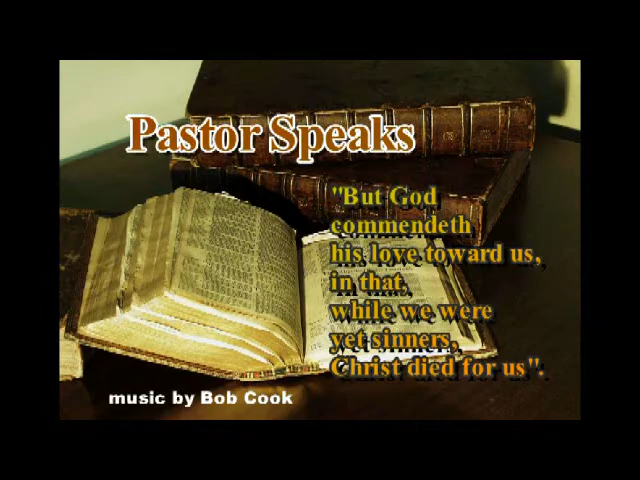 Pastor Speaks
"But God
commendeth
his love toward us,
in that,
while we were
yet sinners,
Christ died for us".
music by Bob Cook